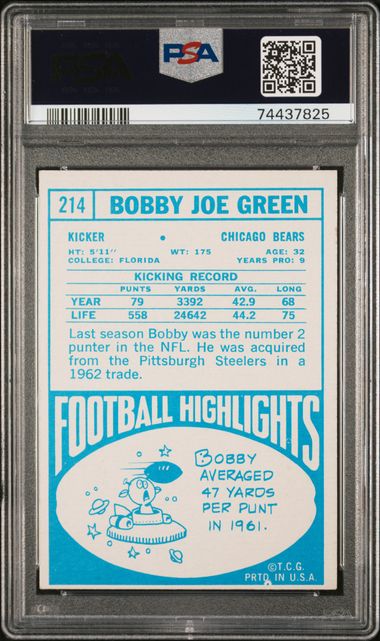 PSA
PSA
74437825
214 BOBBY JOE GREEN
KICKER • CHICAGO BEARS
HT: 5'11" WT: 175 AGE: 32
COLLEGE: FLORIDA YEARS PRO: 9
KICKING RECORD
PUNTS YARDS AVG. LONG
YEAR 79 3392 42.9 68
LIFE 558 24642 44.2 75
Last season Bobby was the number 2
punter in the NFL. He was acquired
from the Pittsburgh Steelers in a
1962 trade.
FOOTBALL HIGHLIGHTS
BOBBY
AVERAGED
47 YARDS
PER PUNT
IN 1961.
©T.C.G.
PRTD. IN U.S.A.